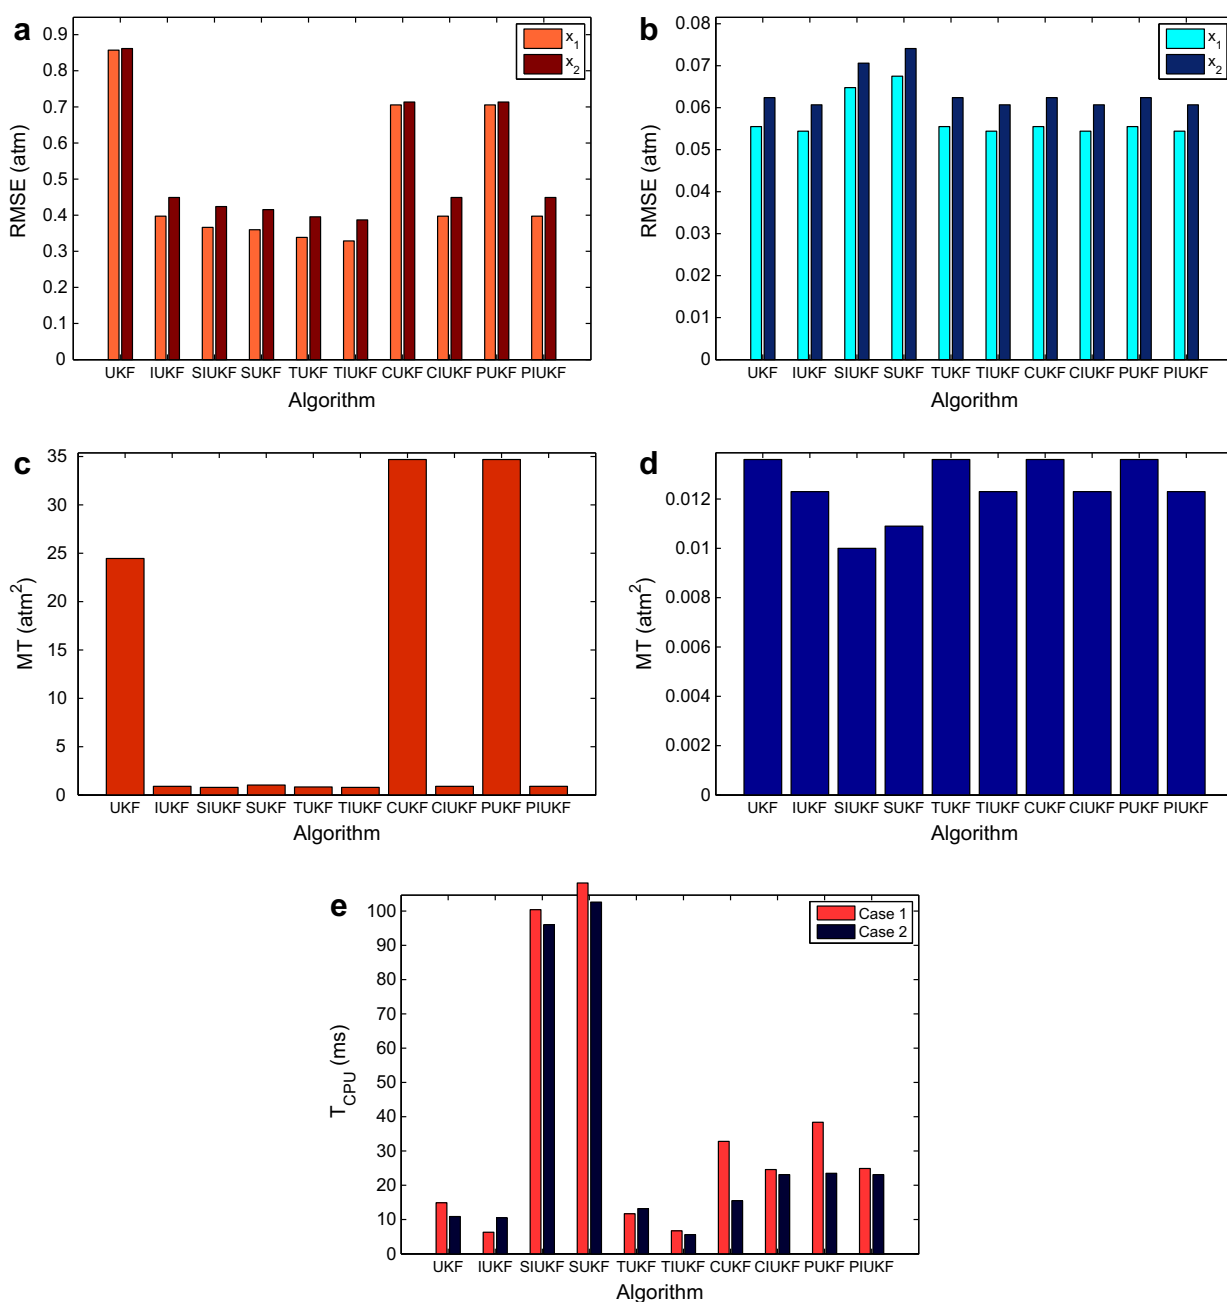 a
0.9
0.8
0.7
0.6
0.5
0.4
0.3
0.2
0.1
0
RMSE (atm)
x1
x2
UKF IUKF SIUKF SUKF TUKF TIUKF CUKF CIUKF PUKF PIUKF
Algorithm
b
0.08
0.07
0.06
0.05
0.04
0.03
0.02
0.01
0
RMSE (atm)
x1
x2
UKF IUKF SIUKF SUKF TUKF TIUKF CUKF CIUKF PUKF PIUKF
Algorithm
c
35
30
25
20
15
10
5
0
MT (atm²)
UKF IUKF SIUKF SUKF TUKF TIUKF CUKF CIUKF PUKF PIUKF
Algorithm
d
0.012
0.01
0.008
0.006
0.004
0.002
0
MT (atm²)
UKF IUKF SIUKF SUKF TUKF TIUKF CUKF CIUKF PUKF PIUKF
Algorithm
e
100
90
80
70
60
50
40
30
20
10
0
TCPU (ms)
Case 1
Case 2
UKF IUKF SIUKF SUKF TUKF TIUKF CUKF CIUKF PUKF PIUKF
Algorithm